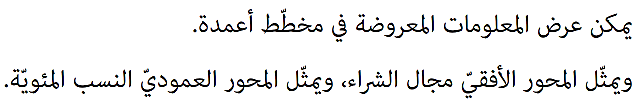 يمكن عرض المعلومات المعروضة في مخطّط أعمدة.
ويمثّل المحور الأفقيّ مجال الشراء، ويمثّل المحور العموديّ النسب المئويّة.